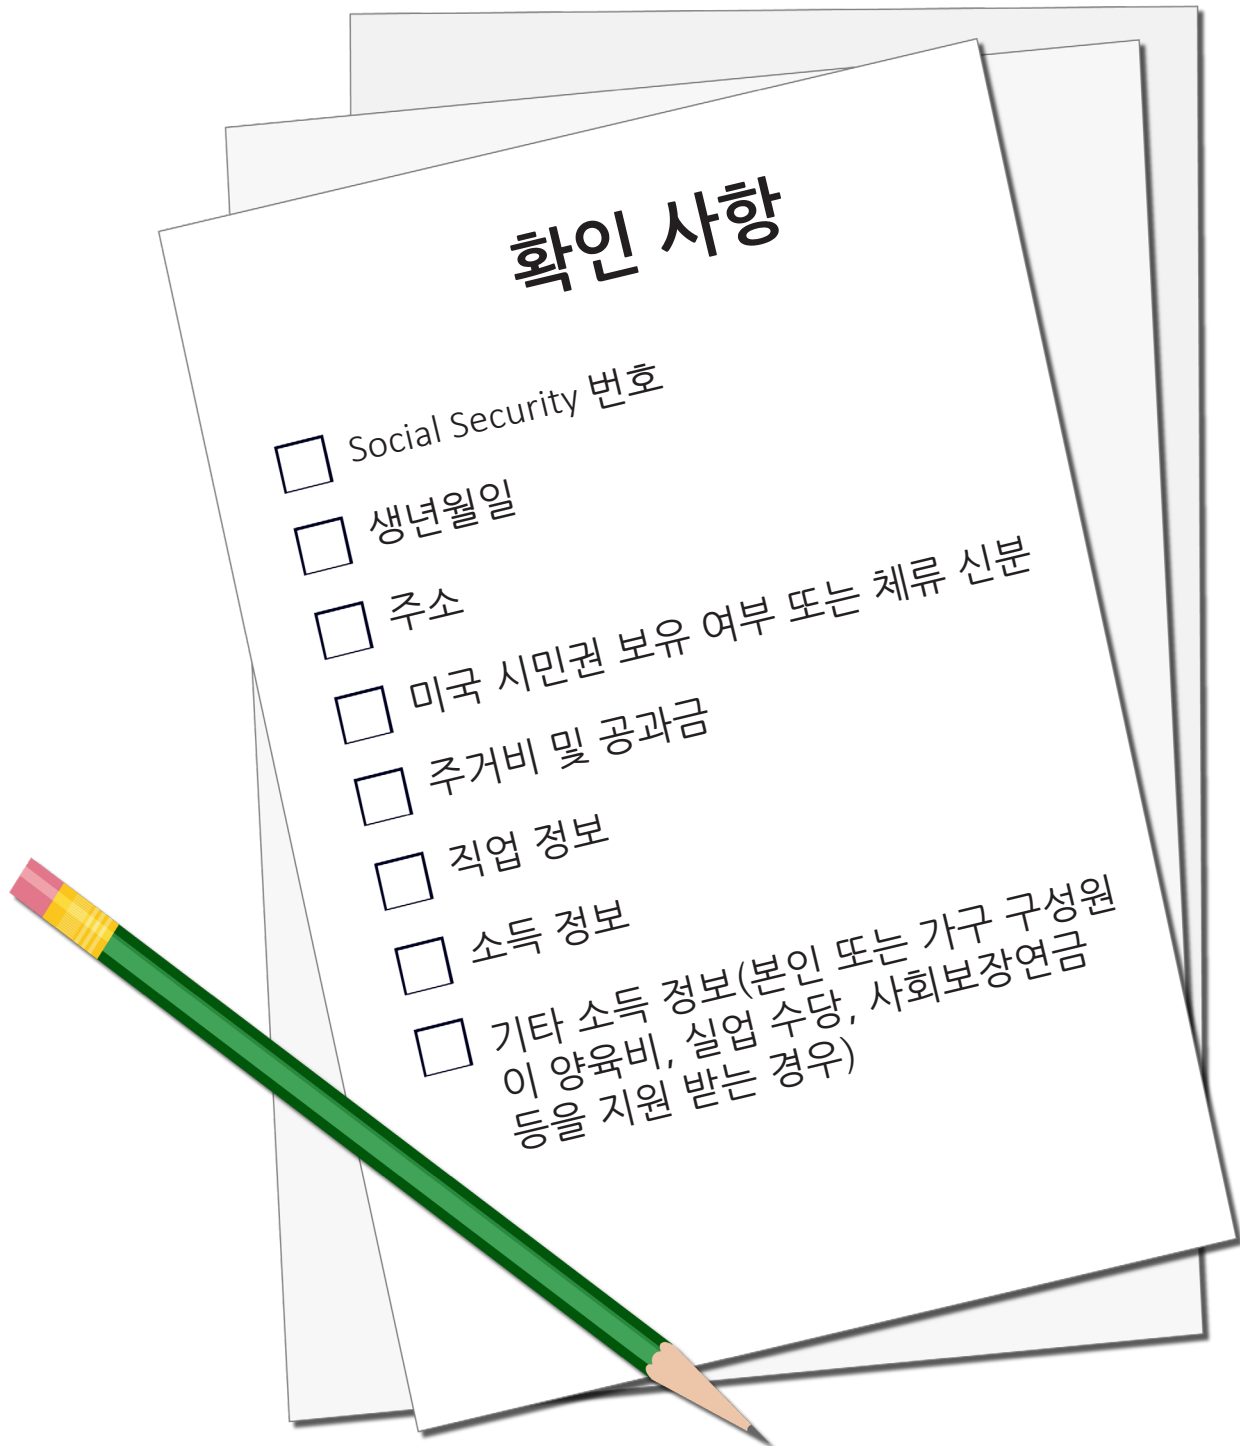 확인 사항
Social Security 번호
생년월일
주소
미국 시민권 보유 여부 또는 체류 신분
주거비 및 공과금
직업 정보
소득 정보
기타 소득 정보(본인 또는 가구 구성원
이 양육비, 실업 수당, 사회보장연금
등을 지원 받는 경우)